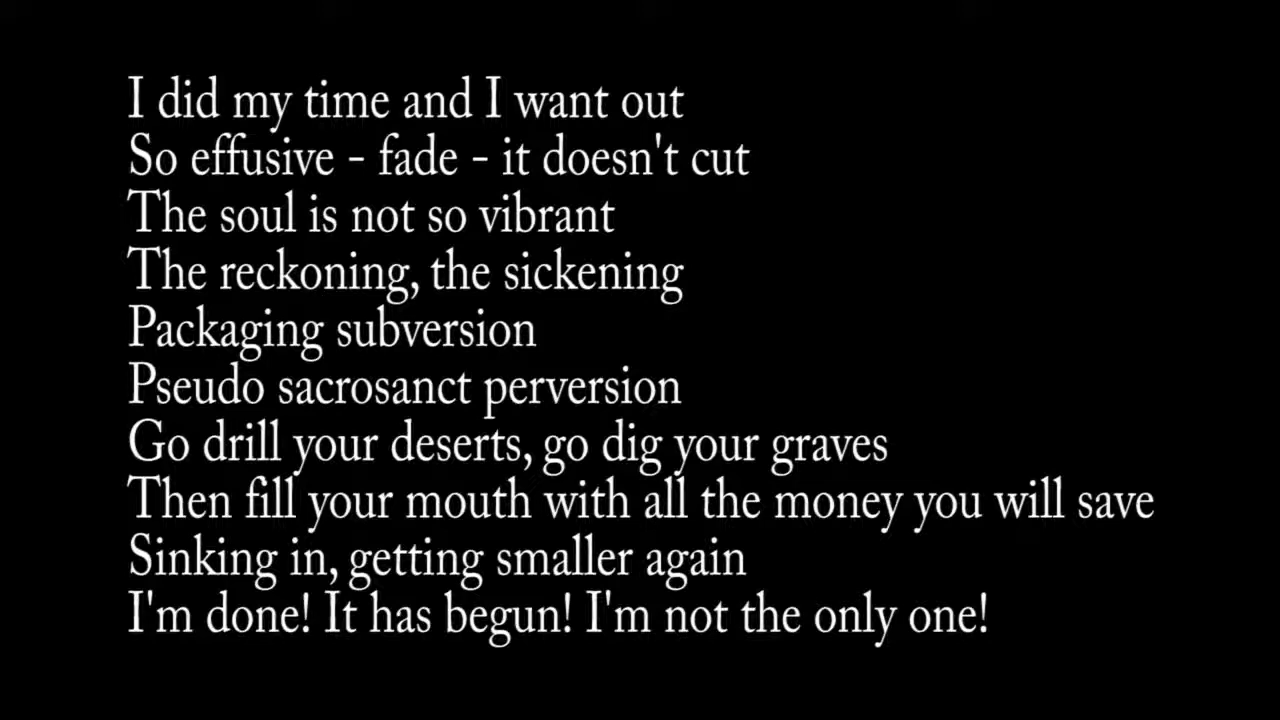 I did my time and I want out
So effusive - fade - it doesn't cut
The soul is not so vibrant
The reckoning, the sickening
Packaging subversion
Pseudo sacrosanct perversion
Go drill your deserts, go dig your graves
Then fill your mouth with all the money you will save
Sinking in, getting smaller again
I'm done! It has begun! I'm not the only one!